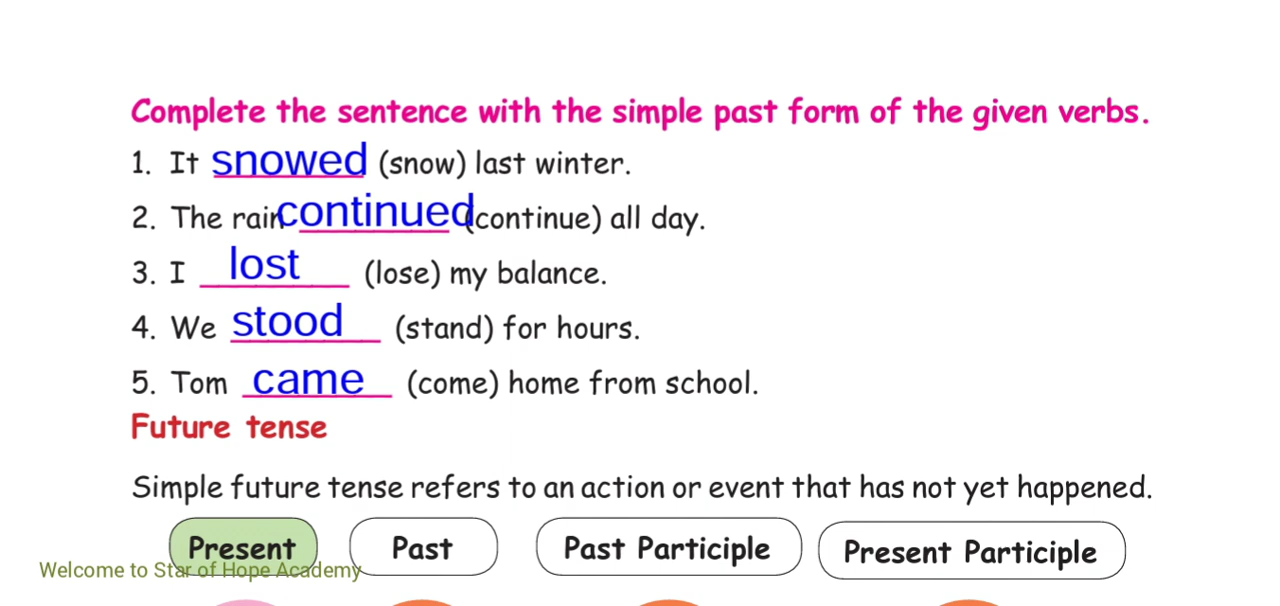 Complete the sentence with the simple past form of the given verbs.
1. It snowed (snow) last winter.
2. The rain continued (continue) all day.
3. I lost (lose) my balance.
4. We stood (stand) for hours.
5. Tom came (come) home from school.
Future tense
Simple future tense refers to an action or event that has not yet happened.
Present Past Past Participle Present Participle
Welcome to Star of Hope Academy